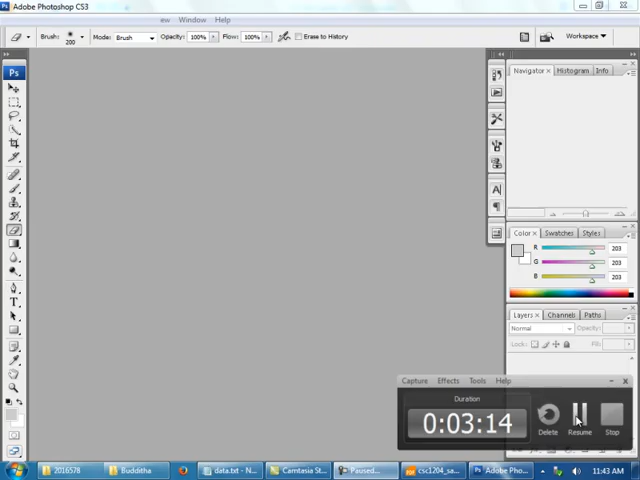 Ps Adobe Photoshop CS3
ew Window Help
Brush: 200 Mode: Brush Opacity: 100% Flow: 100% Erase to History Workspace
Ps
Navigator Histogram Info
Color Swatches Styles
R 203
G 203
B 203
Layers Channels Paths
Normal Opacity:
Lock: Fill:
Capture Effects Tools Help
Duration
0:03:14
Delete Resume Stop
2016578 Budditha data.txt - N... Camtasia St... Paused... csc1204_sa... Adobe Pho... 11:43 AM